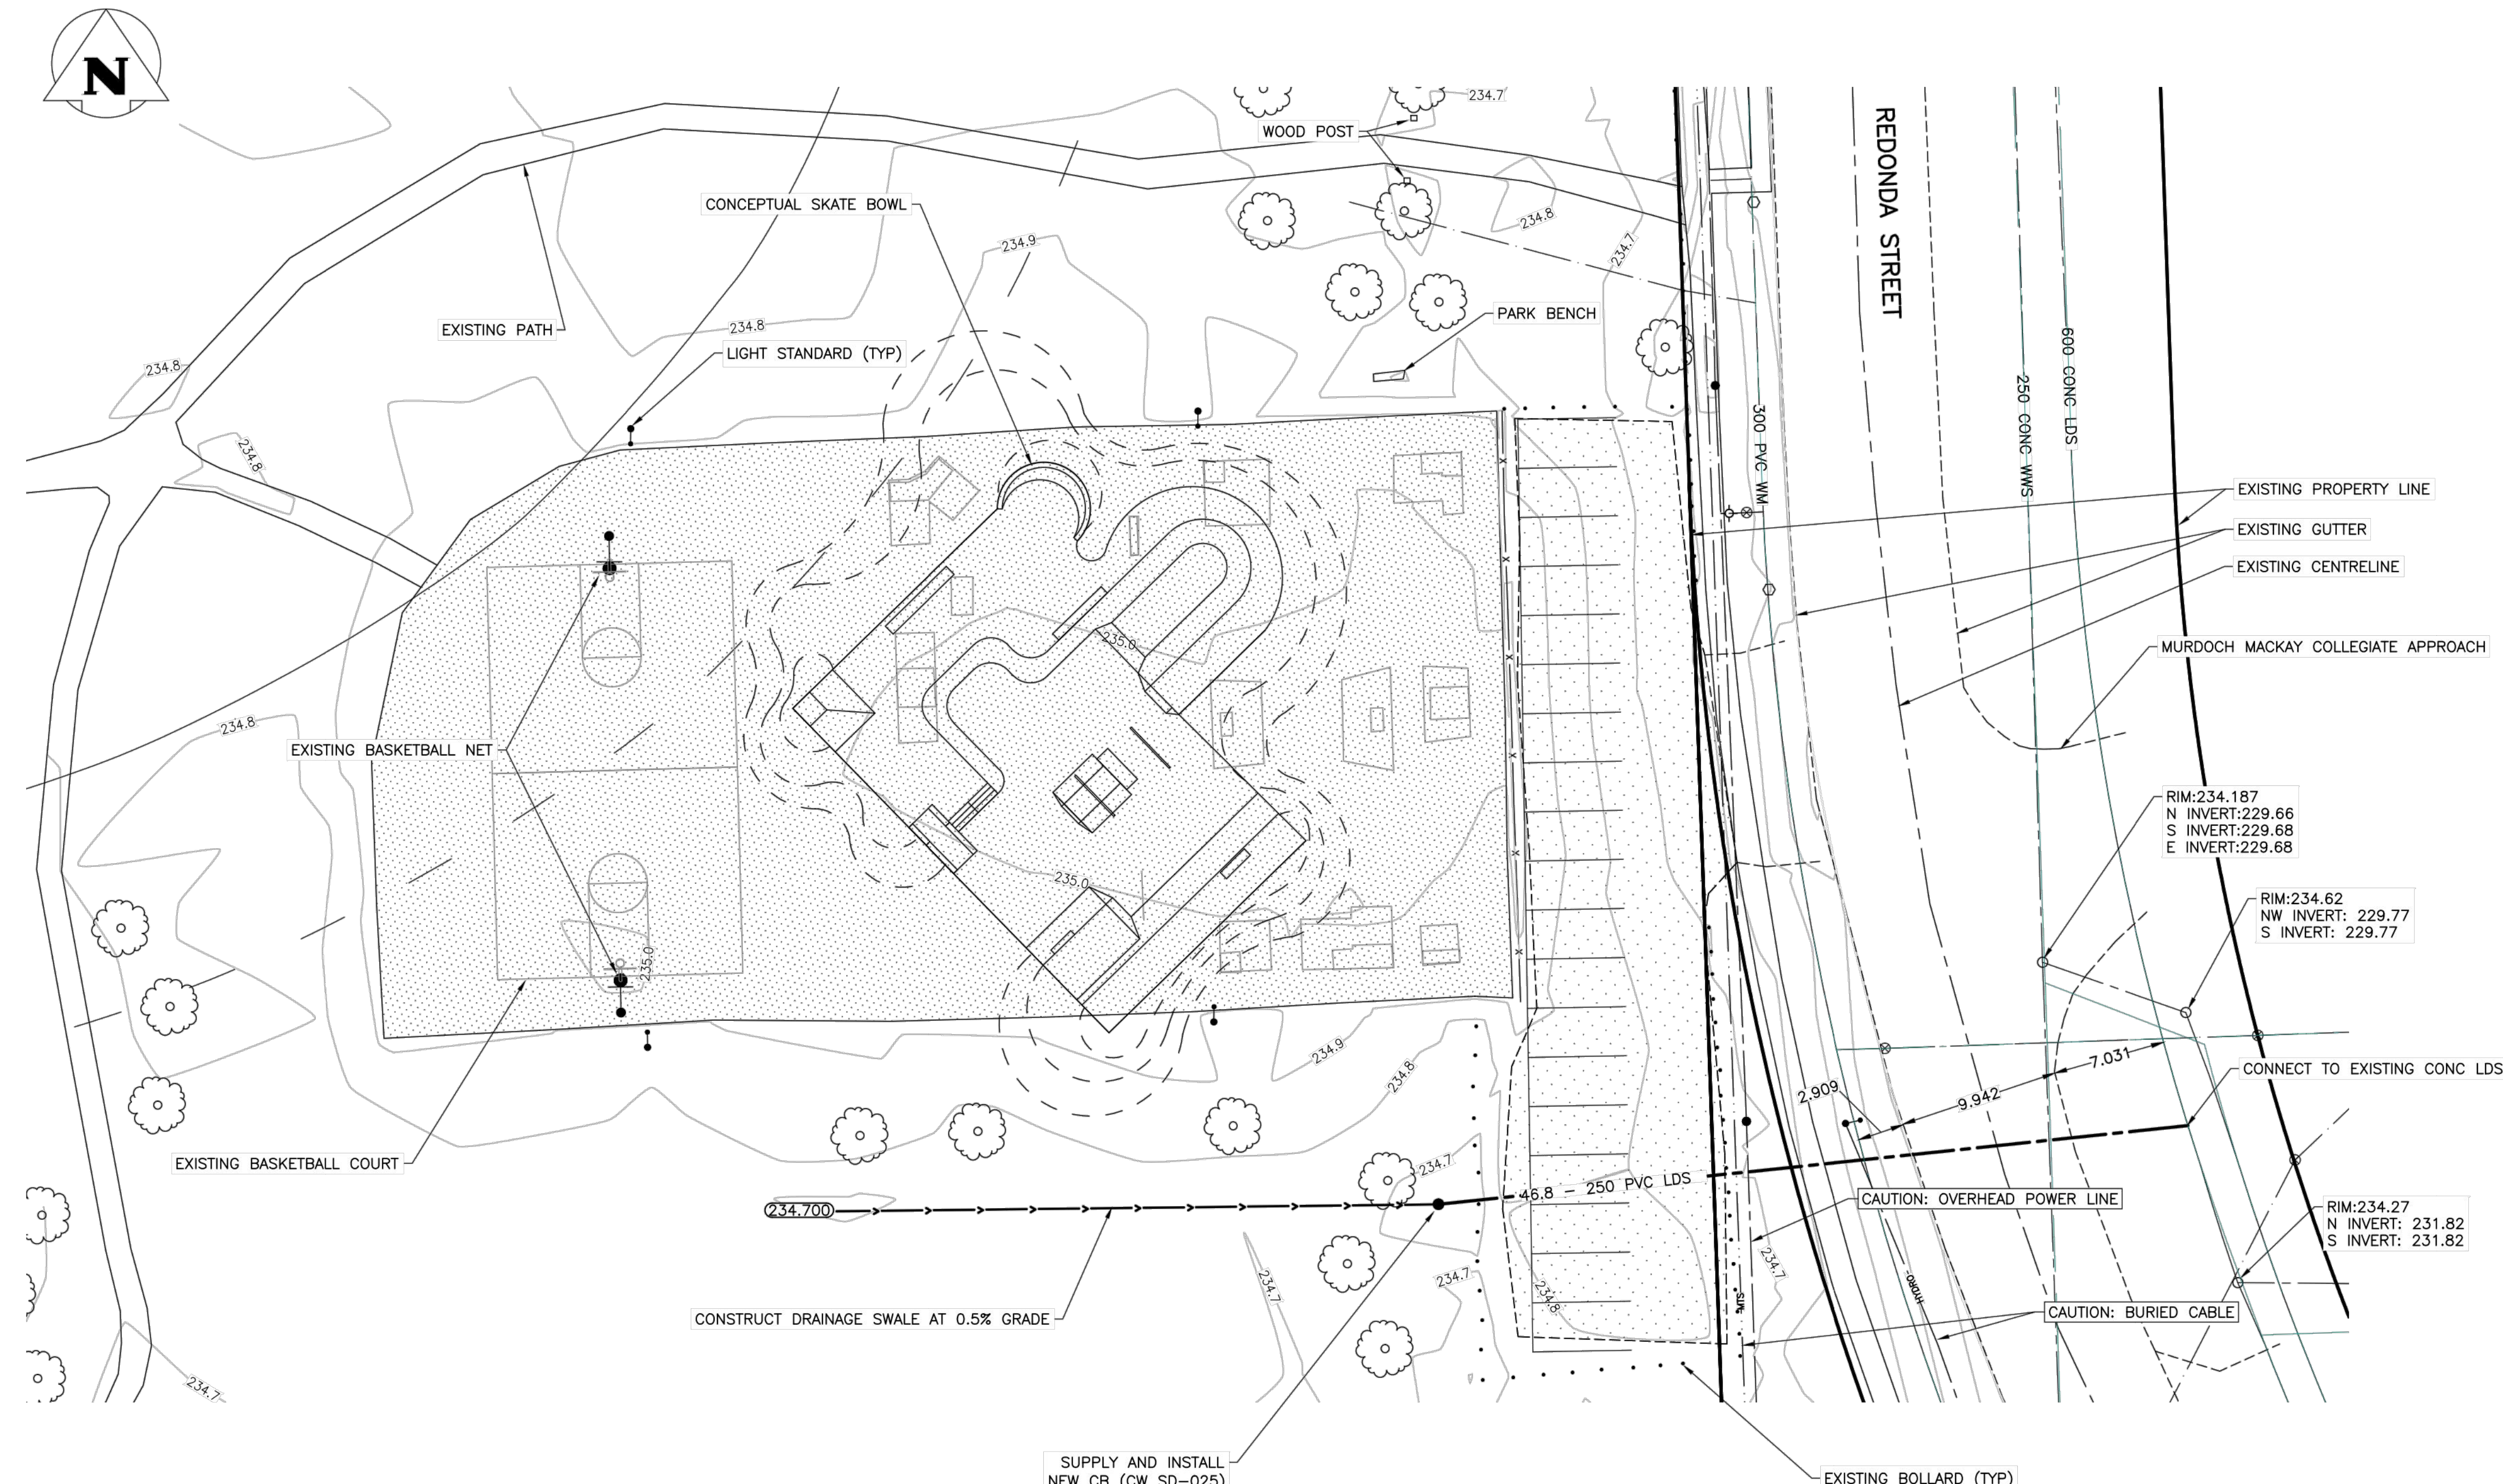 N
234.7
WOOD POST
REDONDA STREET
CONCEPTUAL SKATE BOWL
234.8
234.9
234.7
EXISTING PATH
234.8
PARK BENCH
LIGHT STANDARD (TYP)
234.8
234.8
300 PVC WM
250 CONC WWS
600 CONC LDS
EXISTING PROPERTY LINE
EXISTING GUTTER
EXISTING CENTRELINE
235.0
MURDOCH MACKAY COLLEGIATE APPROACH
234.8
EXISTING BASKETBALL NET
RIM:234.187
N INVERT:229.66
S INVERT:229.68
E INVERT:229.68
235.0
RIM:234.62
NW INVERT: 229.77
S INVERT: 229.77
235.0
234.9
234.8
7.031
9.942
2.909
CONNECT TO EXISTING CONC LDS
EXISTING BASKETBALL COURT
234.7
46.8 - 250 PVC LDS
234.700
CAUTION: OVERHEAD POWER LINE
RIM:234.27
N INVERT: 231.82
S INVERT: 231.82
234.7
234.7
234.8
234.7
MTS
HYDRO
CONSTRUCT DRAINAGE SWALE AT 0.5% GRADE
CAUTION: BURIED CABLE
234.7
SUPPLY AND INSTALL
NEW CB (CW SD-025)
EXISTING BOLLARD (TYP)